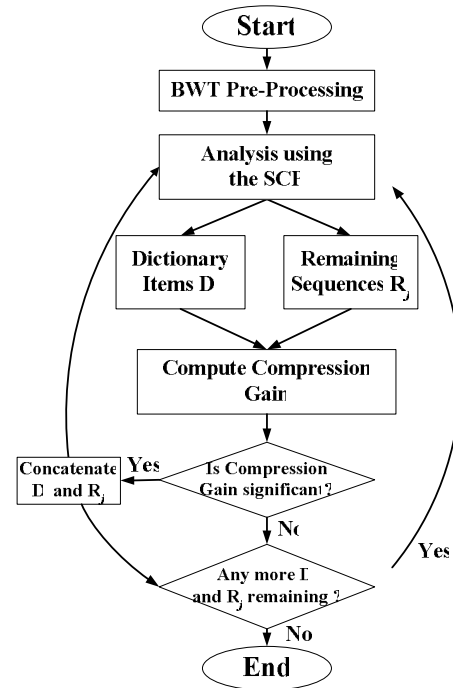 Start
BWT Pre-Processing
Analysis using
the SCF
Dictionary
Items D
Remaining
Sequences Rj
Compute Compression
Gain
Is Compression
Gain significant?
Yes
Concatenate
D and Rj
No
Any more D
and Rj remaining ?
Yes
No
End